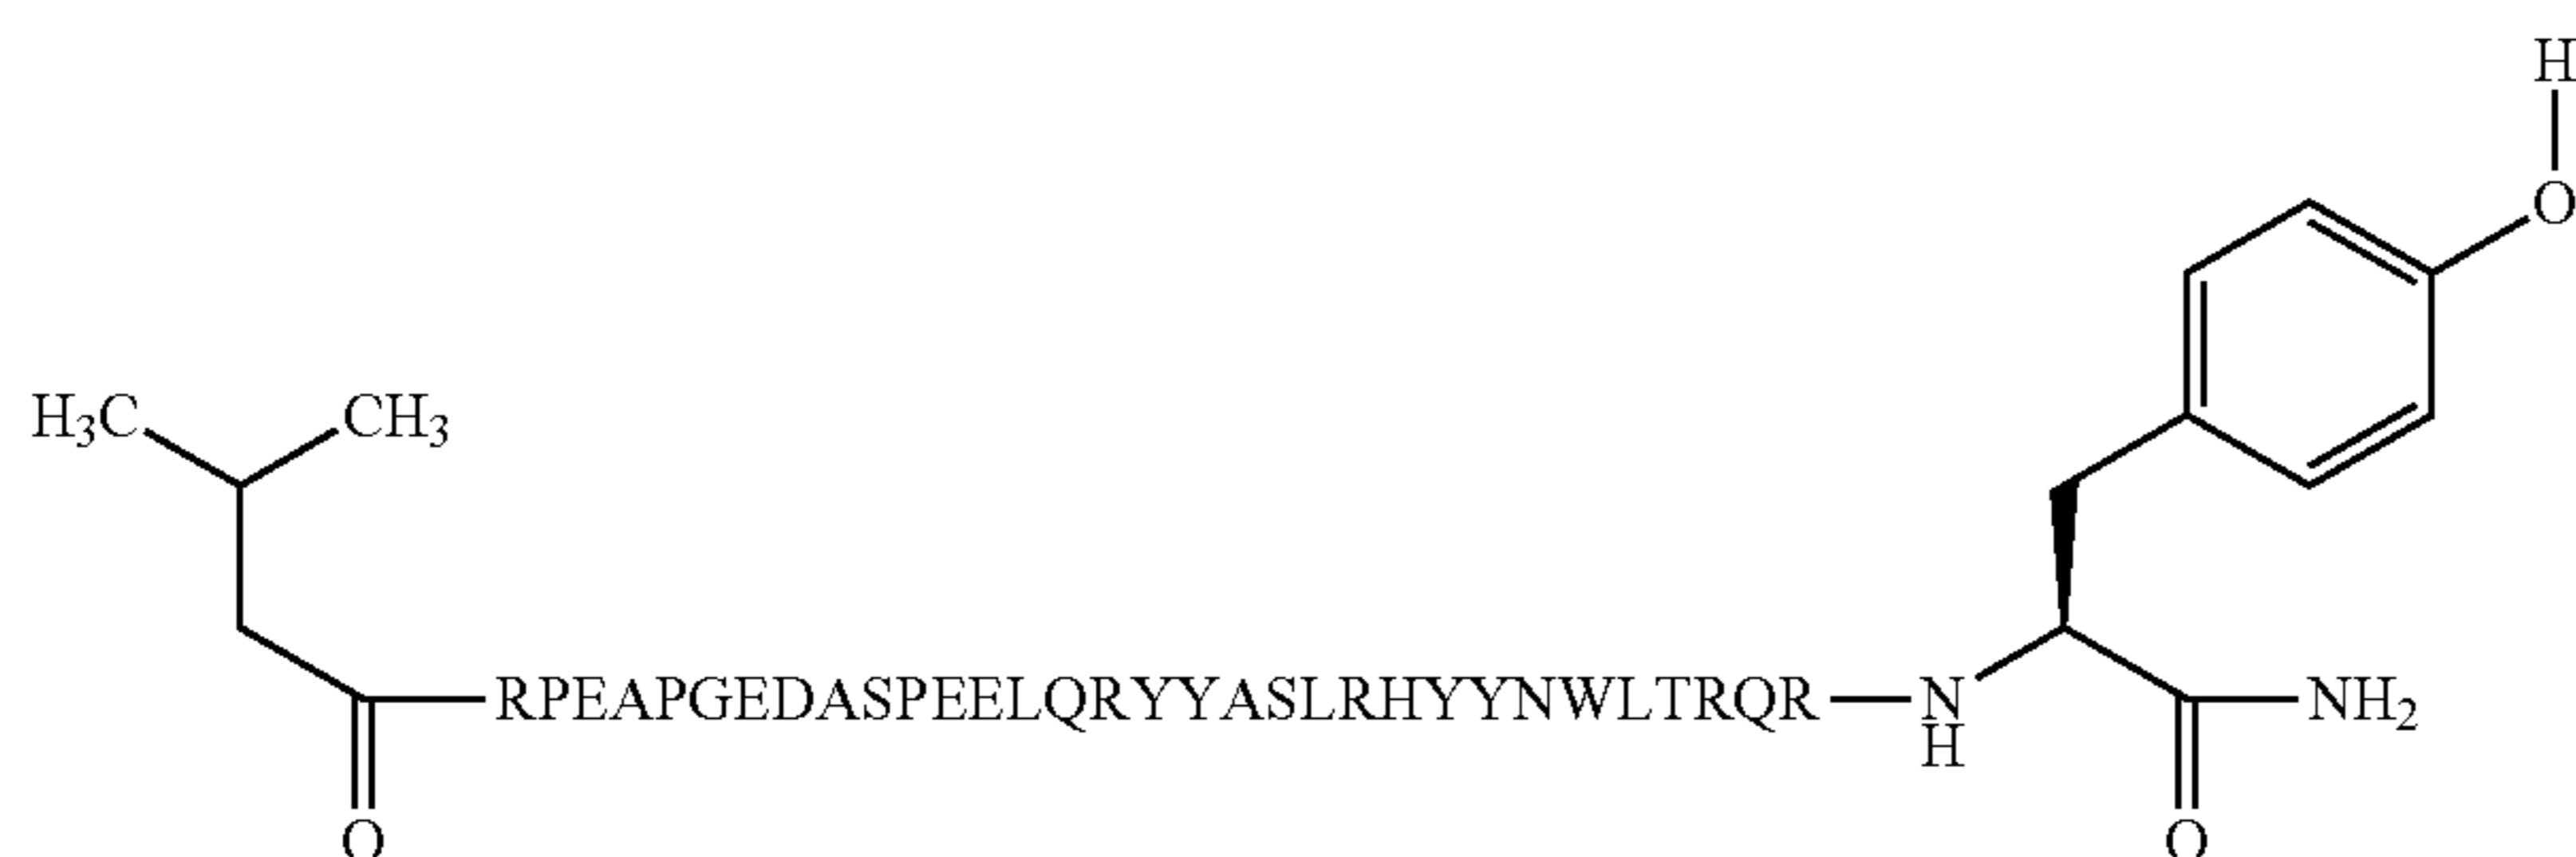 H
O
H₃C CH₃
RPEAPGEDASPEELQRYYASLRHYYNWLTRQR N NH₂
H
O O